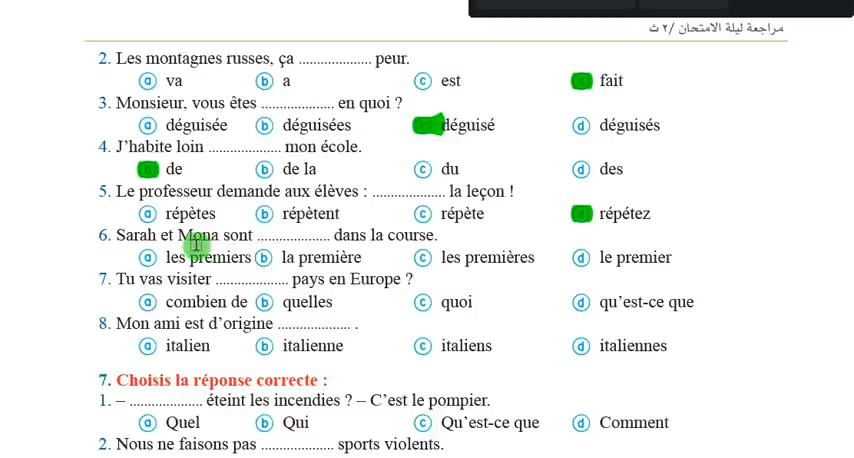 مراجعة ليلة الامتحان /٢ ث
2. Les montagnes russes, ça ................... peur.
a va b a c est fait
3. Monsieur, vous êtes ................... en quoi ?
a déguisée b déguisées déguisé d déguisés
4. J’habite loin ................... mon école.
a de b de la c du d des
5. Le professeur demande aux élèves : ................... la leçon !
a répètes b répètent c répète d répétez
6. Sarah et Mona sont ................... dans la course.
a les premiers b la première c les premières d le premier
7. Tu vas visiter ................... pays en Europe ?
a combien de b quelles c quoi d qu’est-ce que
8. Mon ami est d’origine ................... .
a italien b italienne c italiens d italiennes
7. Choisis la réponse correcte :
1. – ................... éteint les incendies ? – C’est le pompier.
a Quel b Qui c Qu’est-ce que d Comment
2. Nous ne faisons pas ................... sports violents.